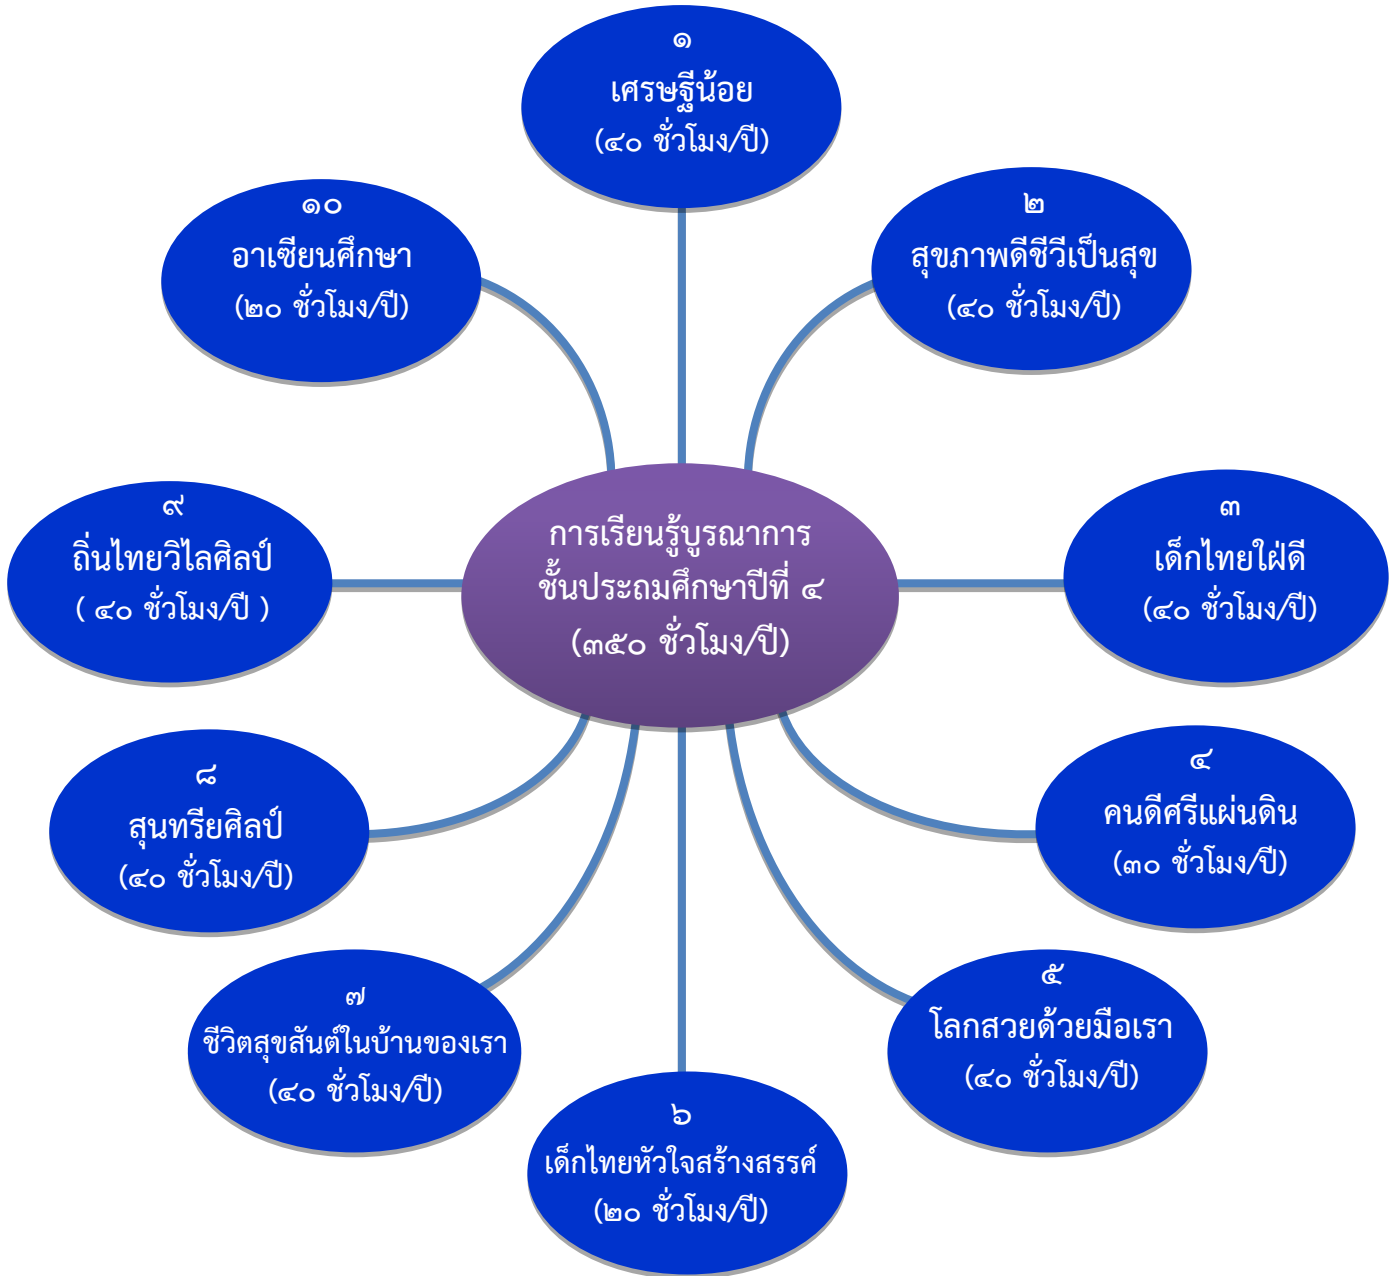 การเรียนรู้บูรณาการ
ชั้นประถมศึกษาปีที่ ๔
(๓๕๐ ชั่วโมง/ปี)
๑
เศรษฐีน้อย
(๔๐ ชั่วโมง/ปี)
๒
สุขภาพดีชีวีเป็นสุข
(๔๐ ชั่วโมง/ปี)
๓
เด็กไทยใฝ่ดี
(๔๐ ชั่วโมง/ปี)
๔
คนดีศรีแผ่นดิน
(๓๐ ชั่วโมง/ปี)
๕
โลกสวยด้วยมือเรา
(๔๐ ชั่วโมง/ปี)
๖
เด็กไทยหัวใจสร้างสรรค์
(๒๐ ชั่วโมง/ปี)
๗
ชีวิตสุขสันต์ในบ้านของเรา
(๔๐ ชั่วโมง/ปี)
๘
สุนทรียศิลป์
(๔๐ ชั่วโมง/ปี)
๙
ถิ่นไทยวิไลศิลป์
( ๔๐ ชั่วโมง/ปี )
๑๐
อาเซียนศึกษา
(๒๐ ชั่วโมง/ปี)